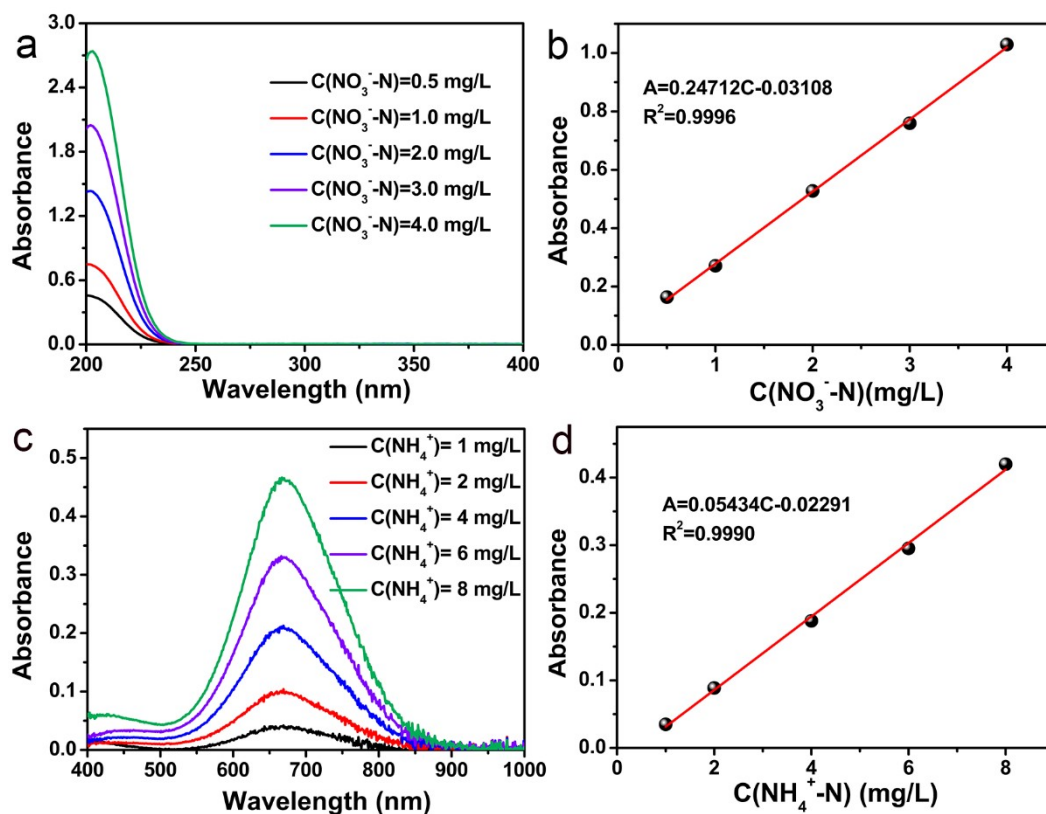 a
3.0
2.4
1.8
1.2
0.6
0.0
Absorbance
200 250 300 350 400
Wavelength (nm)
C(NO₃⁻-N)=0.5 mg/L
C(NO₃⁻-N)=1.0 mg/L
C(NO₃⁻-N)=2.0 mg/L
C(NO₃⁻-N)=3.0 mg/L
C(NO₃⁻-N)=4.0 mg/L
b
1.0
0.8
0.6
0.4
0.2
0.0
Absorbance
0 1 2 3 4
C(NO₃⁻-N)(mg/L)
A=0.24712C-0.03108
R²=0.9996
c
0.5
0.4
0.3
0.2
0.1
0.0
Absorbance
400 500 600 700 800 900 1000
Wavelength (nm)
C(NH₄⁺)= 1 mg/L
C(NH₄⁺)= 2 mg/L
C(NH₄⁺)= 4 mg/L
C(NH₄⁺)= 6 mg/L
C(NH₄⁺)= 8 mg/L
d
0.4
0.3
0.2
0.1
0.0
Absorbance
0 2 4 6 8
C(NH₄⁺-N) (mg/L)
A=0.05434C-0.02291
R²=0.9990